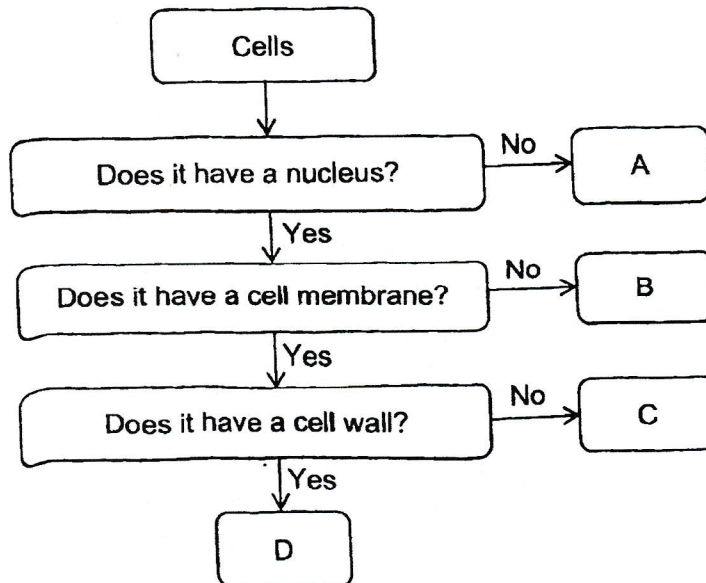 Cells
Does it have a nucleus?
No
A
Yes
Does it have a cell membrane?
No
B
Yes
Does it have a cell wall?
No
C
Yes
D